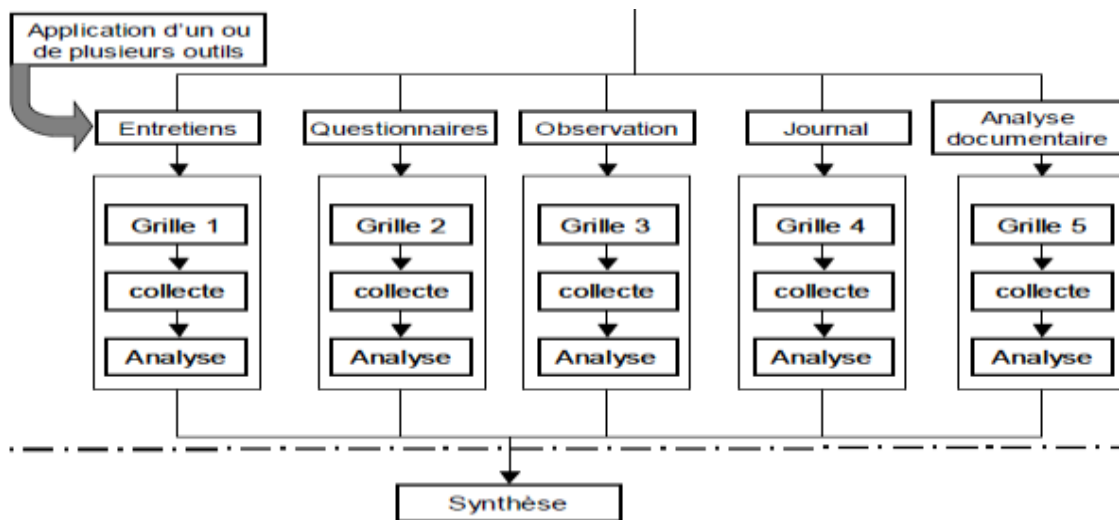 Application d'un ou
de plusieurs outils
Entretiens
Questionnaires
Observation
Journal
Analyse
documentaire
Grille 1
Grille 2
Grille 3
Grille 4
Grille 5
collecte
collecte
collecte
collecte
collecte
Analyse
Analyse
Analyse
Analyse
Analyse
Synthèse